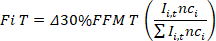 Fi T = Δ30%FFM T (I_{i,t}nc_i / ∑ I_{i,t}nc_i)